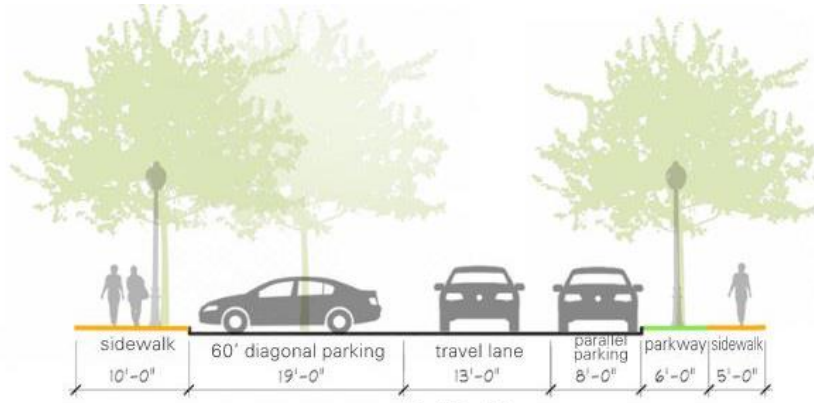 sidewalk
60' diagonal parking
travel lane
parallel
parking
parkway
sidewalk
10'-0"
19'-0"
13'-0"
8'-0"
6'-0"
5'-0"